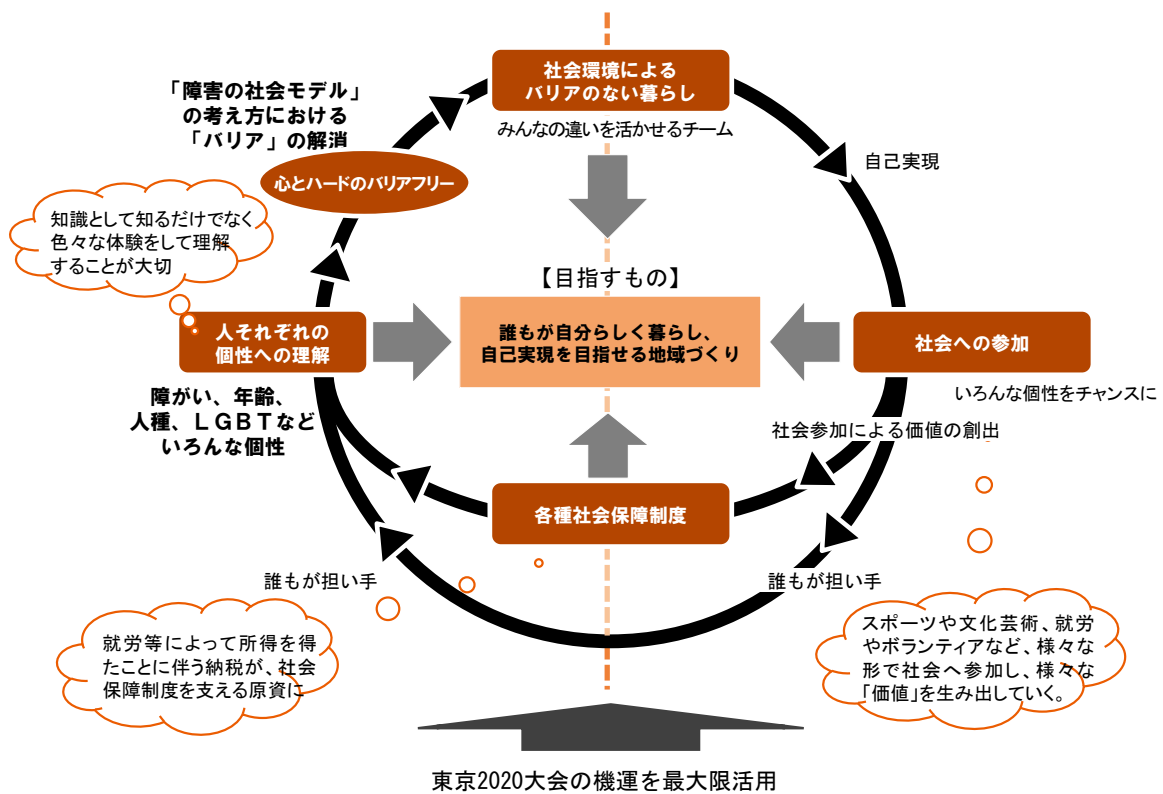 社会環境による
バリアのない暮らし
みんなの違いを活かせるチーム
「障害の社会モデル」
の考え方における
「バリア」の解消
心とハードのバリアフリー
自己実現
知識として知るだけでなく
色々な体験をして理解
することが大切
【目指すもの】
誰もが自分らしく暮らし、
自己実現を目指せる地域づくり
人それぞれの
個性への理解
障がい、年齢、
人種、ＬＧＢＴなど
いろんな個性
社会への参加
いろんな個性をチャンスに
社会参加による価値の創出
各種社会保障制度
誰もが担い手
誰もが担い手
就労等によって所得を得
たことに伴う納税が、社会
保障制度を支える原資に
スポーツや文化芸術、就労
やボランティアなど、様々な
形で社会へ参加し、様々な
「価値」を生み出していく。
東京2020大会の機運を最大限活用